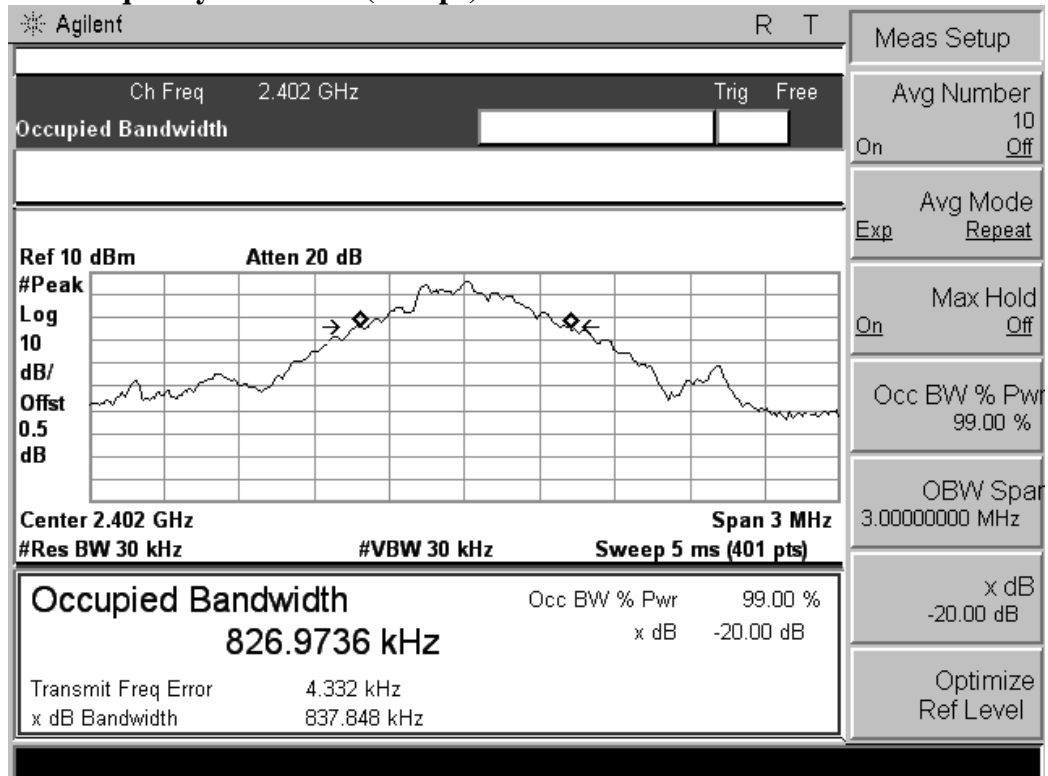 Agilent
R T
Ch Freq 2.402 GHz
Trig Free
Occupied Bandwidth
Ref 10 dBm
Atten 20 dB
#Peak
Log
10
dB/
Offst
0.5
dB
Center 2.402 GHz
Span 3 MHz
#Res BW 30 kHz
#VBW 30 kHz
Sweep 5 ms (401 pts)
Occupied Bandwidth
826.9736 kHz
Occ BW % Pwr 99.00 %
x dB -20.00 dB
Transmit Freq Error 4.332 kHz
x dB Bandwidth 837.848 kHz
Meas Setup
Avg Number
10
On Off
Avg Mode
Exp Repeat
Max Hold
On Off
Occ BW % Pwr
99.00 %
OBW Span
3.00000000 MHz
x dB
-20.00 dB
Optimize
Ref Level